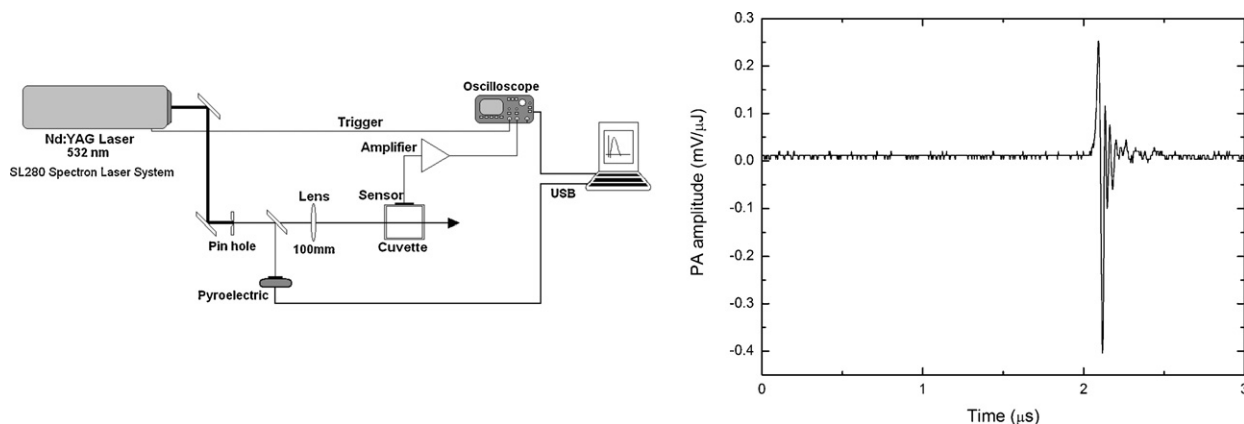 Oscilloscope
Trigger
Nd:YAG Laser
532 nm
SL280 Spectron Laser System
Amplifier
Sensor
USB
Lens
Pin hole
100mm
Cuvette
Pyroelectric
0.3
0.2
0.1
0.0
-0.1
-0.2
-0.3
-0.4
PA amplitude (mV/μJ)
0 1 2 3
Time (μs)